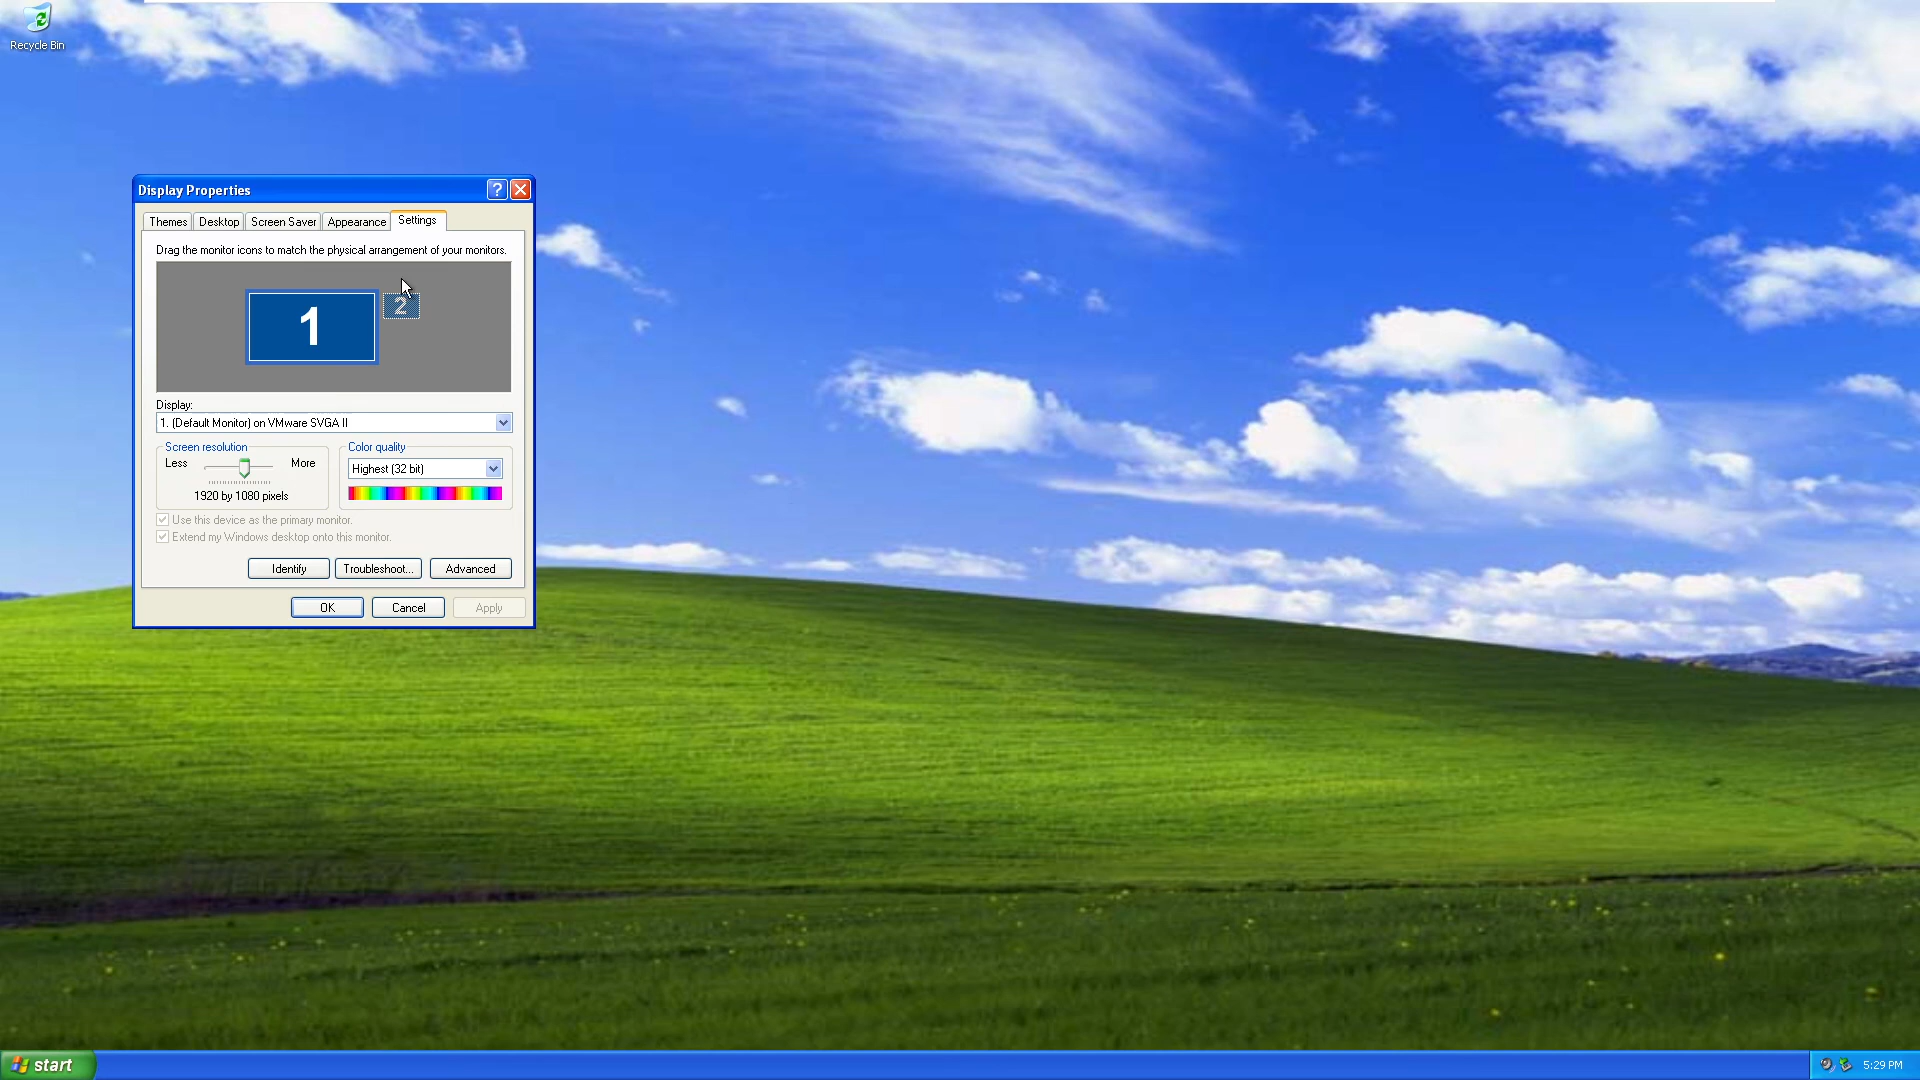 Recycle Bin
Display Properties
?
Themes Desktop Screen Saver Appearance Settings
Drag the monitor icons to match the physical arrangement of your monitors.
1 2
Display:
1. (Default Monitor) on VMware SVGA II
Screen resolution Color quality
Less More Highest (32 bit)
1920 by 1080 pixels
Use this device as the primary monitor.
Extend my Windows desktop onto this monitor.
Identify Troubleshoot... Advanced
OK Cancel Apply
start 5:29 PM